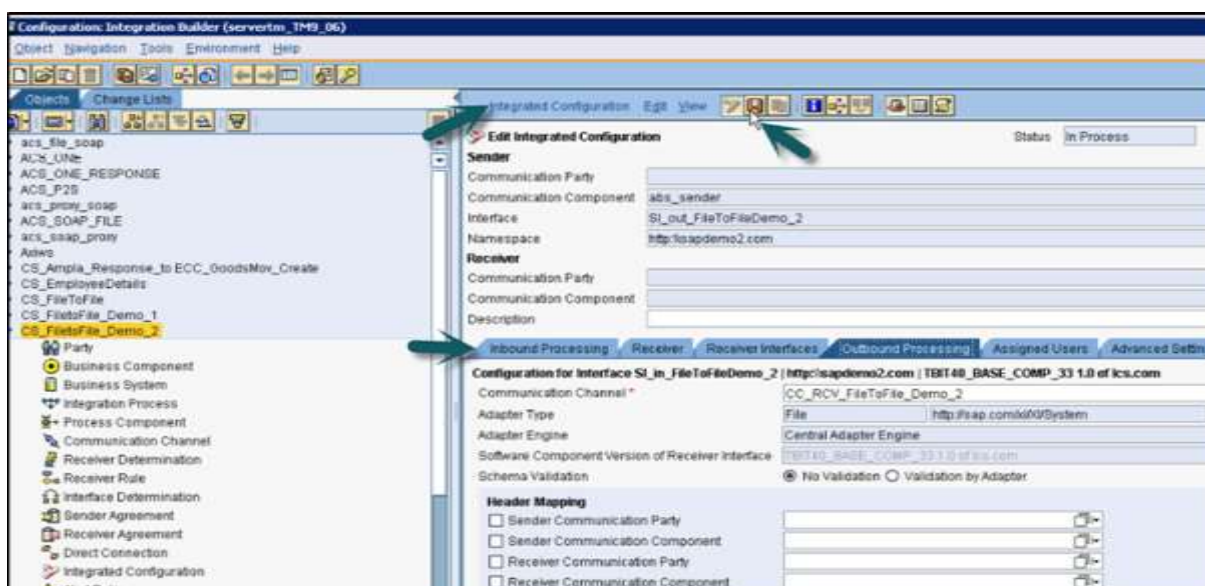 Configuration: Integration Builder (servertm_TM9_06)
Object Navigation Tools Environment Help
Objects Change Lists
acs_file_soap
ACS_ONE
ACS_ONE_RESPONSE
ACS_P2S
acs_proxy_soap
ACS_SOAP_FILE
acs_soap_proxy
CS_Ampla_Response_to ECC_GoodsMov_Create
CS_EmployeeDetails
CS_FileToFile
CS_FiletoFile_Demo_1
CS_FiletoFile_Demo_2
Party
Business Component
Business System
Integration Process
Process Component
Communication Channel
Receiver Determination
Receiver Rule
Interface Determination
Sender Agreement
Receiver Agreement
Direct Connection
Integrated Configuration
Integrated Configuration Edit View
Edit Integrated Configuration Status In Process
Sender
Communication Party
Communication Component abs_sender
Interface SI_out_FileToFileDemo_2
Namespace
Receiver
Communication Party
Communication Component
Description
Inbound Processing Receiver Receiver Interfaces Outbound Processing Assigned Users Advanced Settin
Configuration for Interface SI_in_FileToFileDemo_2 | http:\\sapdemo2.com | TBIT40_BASE_COMP_33 1.0 of ics.com
Communication Channel * CC_RCV_FileToFile_Demo_2
Adapter Type File http://sap.com/xi/XI/System
Adapter Engine Central Adapter Engine
Software Component Version of Receiver Interface TBIT40_BASE_COMP_33 1.0 of ics.com
Schema Validation No Validation Validation by Adapter
Header Mapping
Sender Communication Party
Sender Communication Component
Receiver Communication Party
Receiver Communication Component